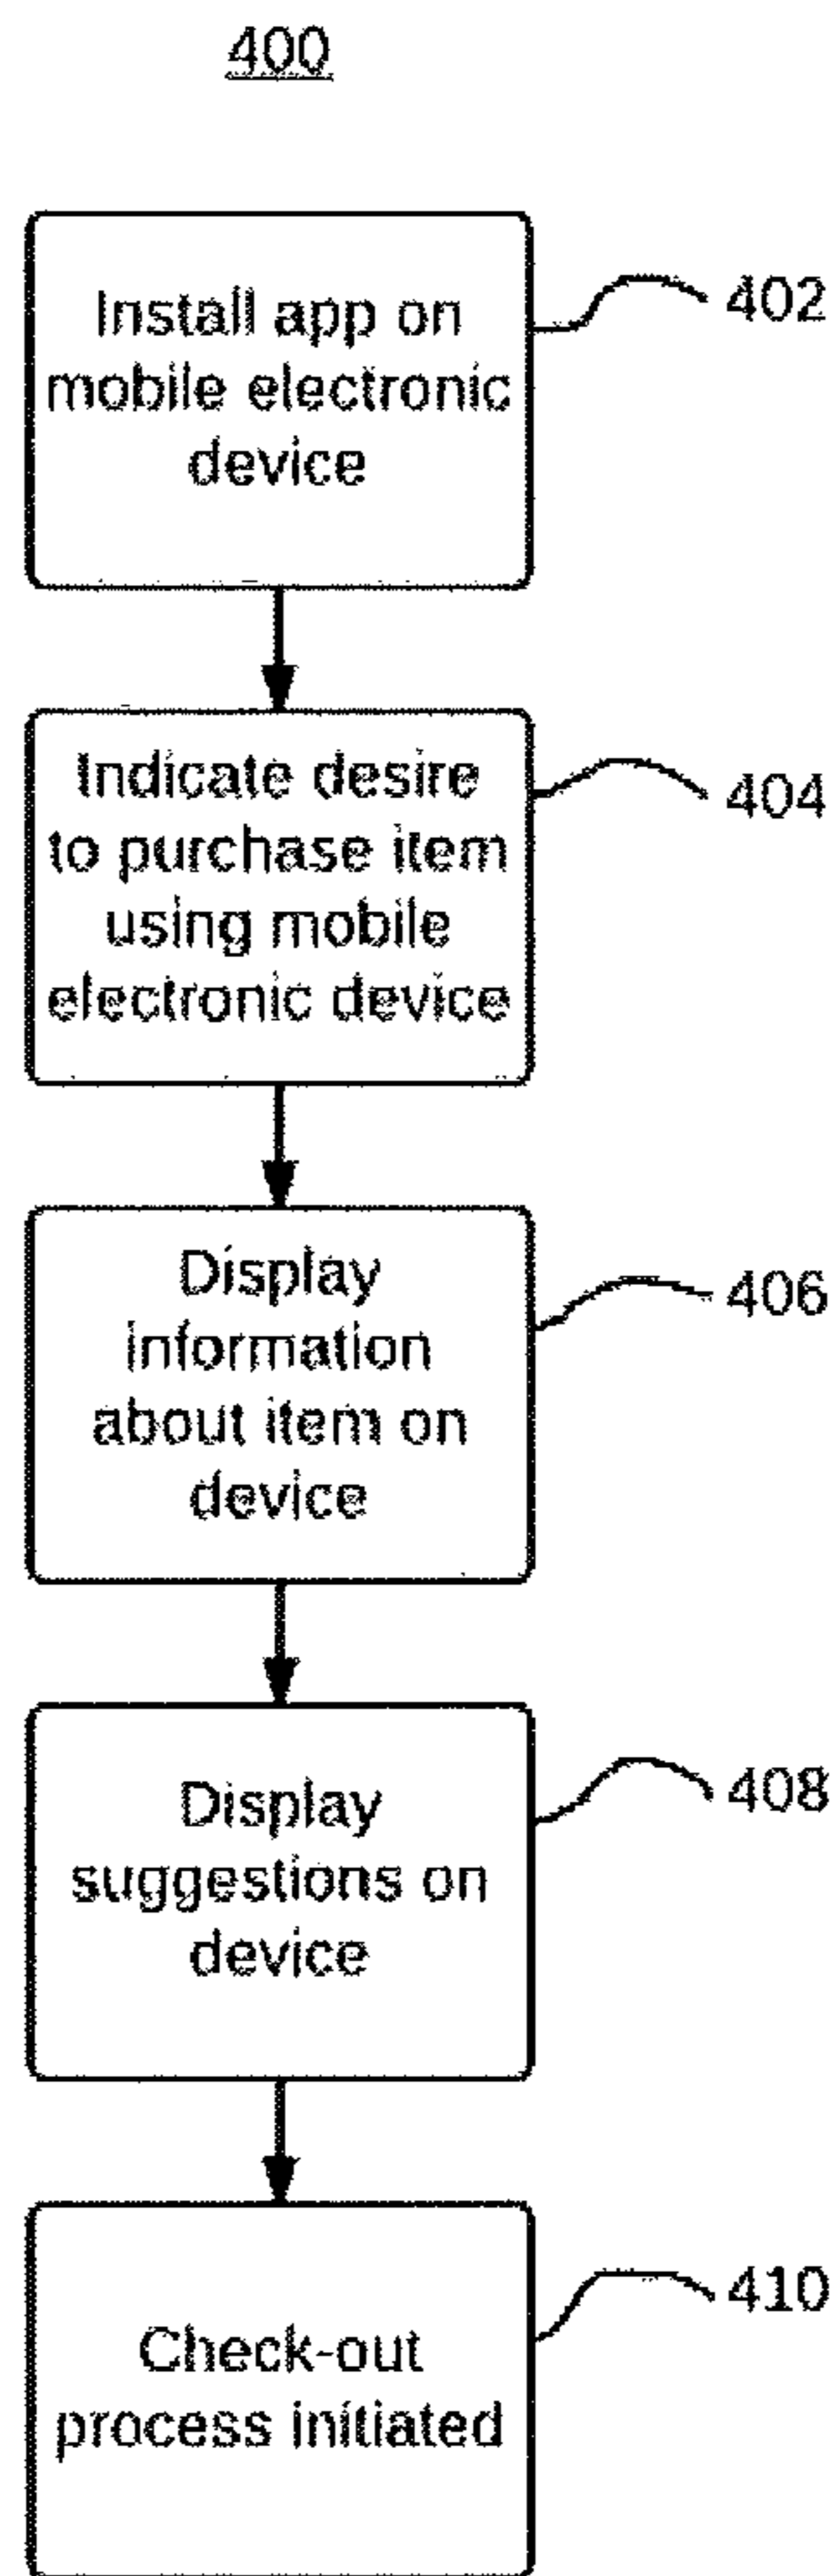 400
Install app on
mobile electronic
device
402
Indicate desire
to purchase item
using mobile
electronic device
404
Display
information
about item on
device
406
Display
suggestions on
device
408
Check-out
process initiated
410